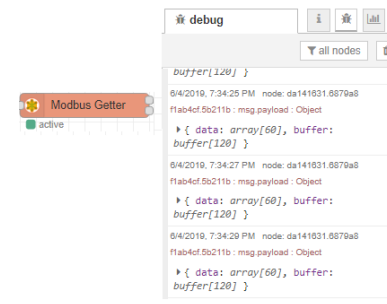 debug
i
all nodes
buffer[120] }
6/4/2019, 7:34:25 PM node: da141631.6879a8
f1ab4cf.5b211b : msg.payload : Object
{ data: array[60], buffer:
buffer[120] }
6/4/2019, 7:34:27 PM node: da141631.6879a8
f1ab4cf.5b211b : msg.payload : Object
{ data: array[60], buffer:
buffer[120] }
6/4/2019, 7:34:29 PM node: da141631.6879a8
f1ab4cf.5b211b : msg.payload : Object
{ data: array[60], buffer:
buffer[120] }
Modbus Getter
active